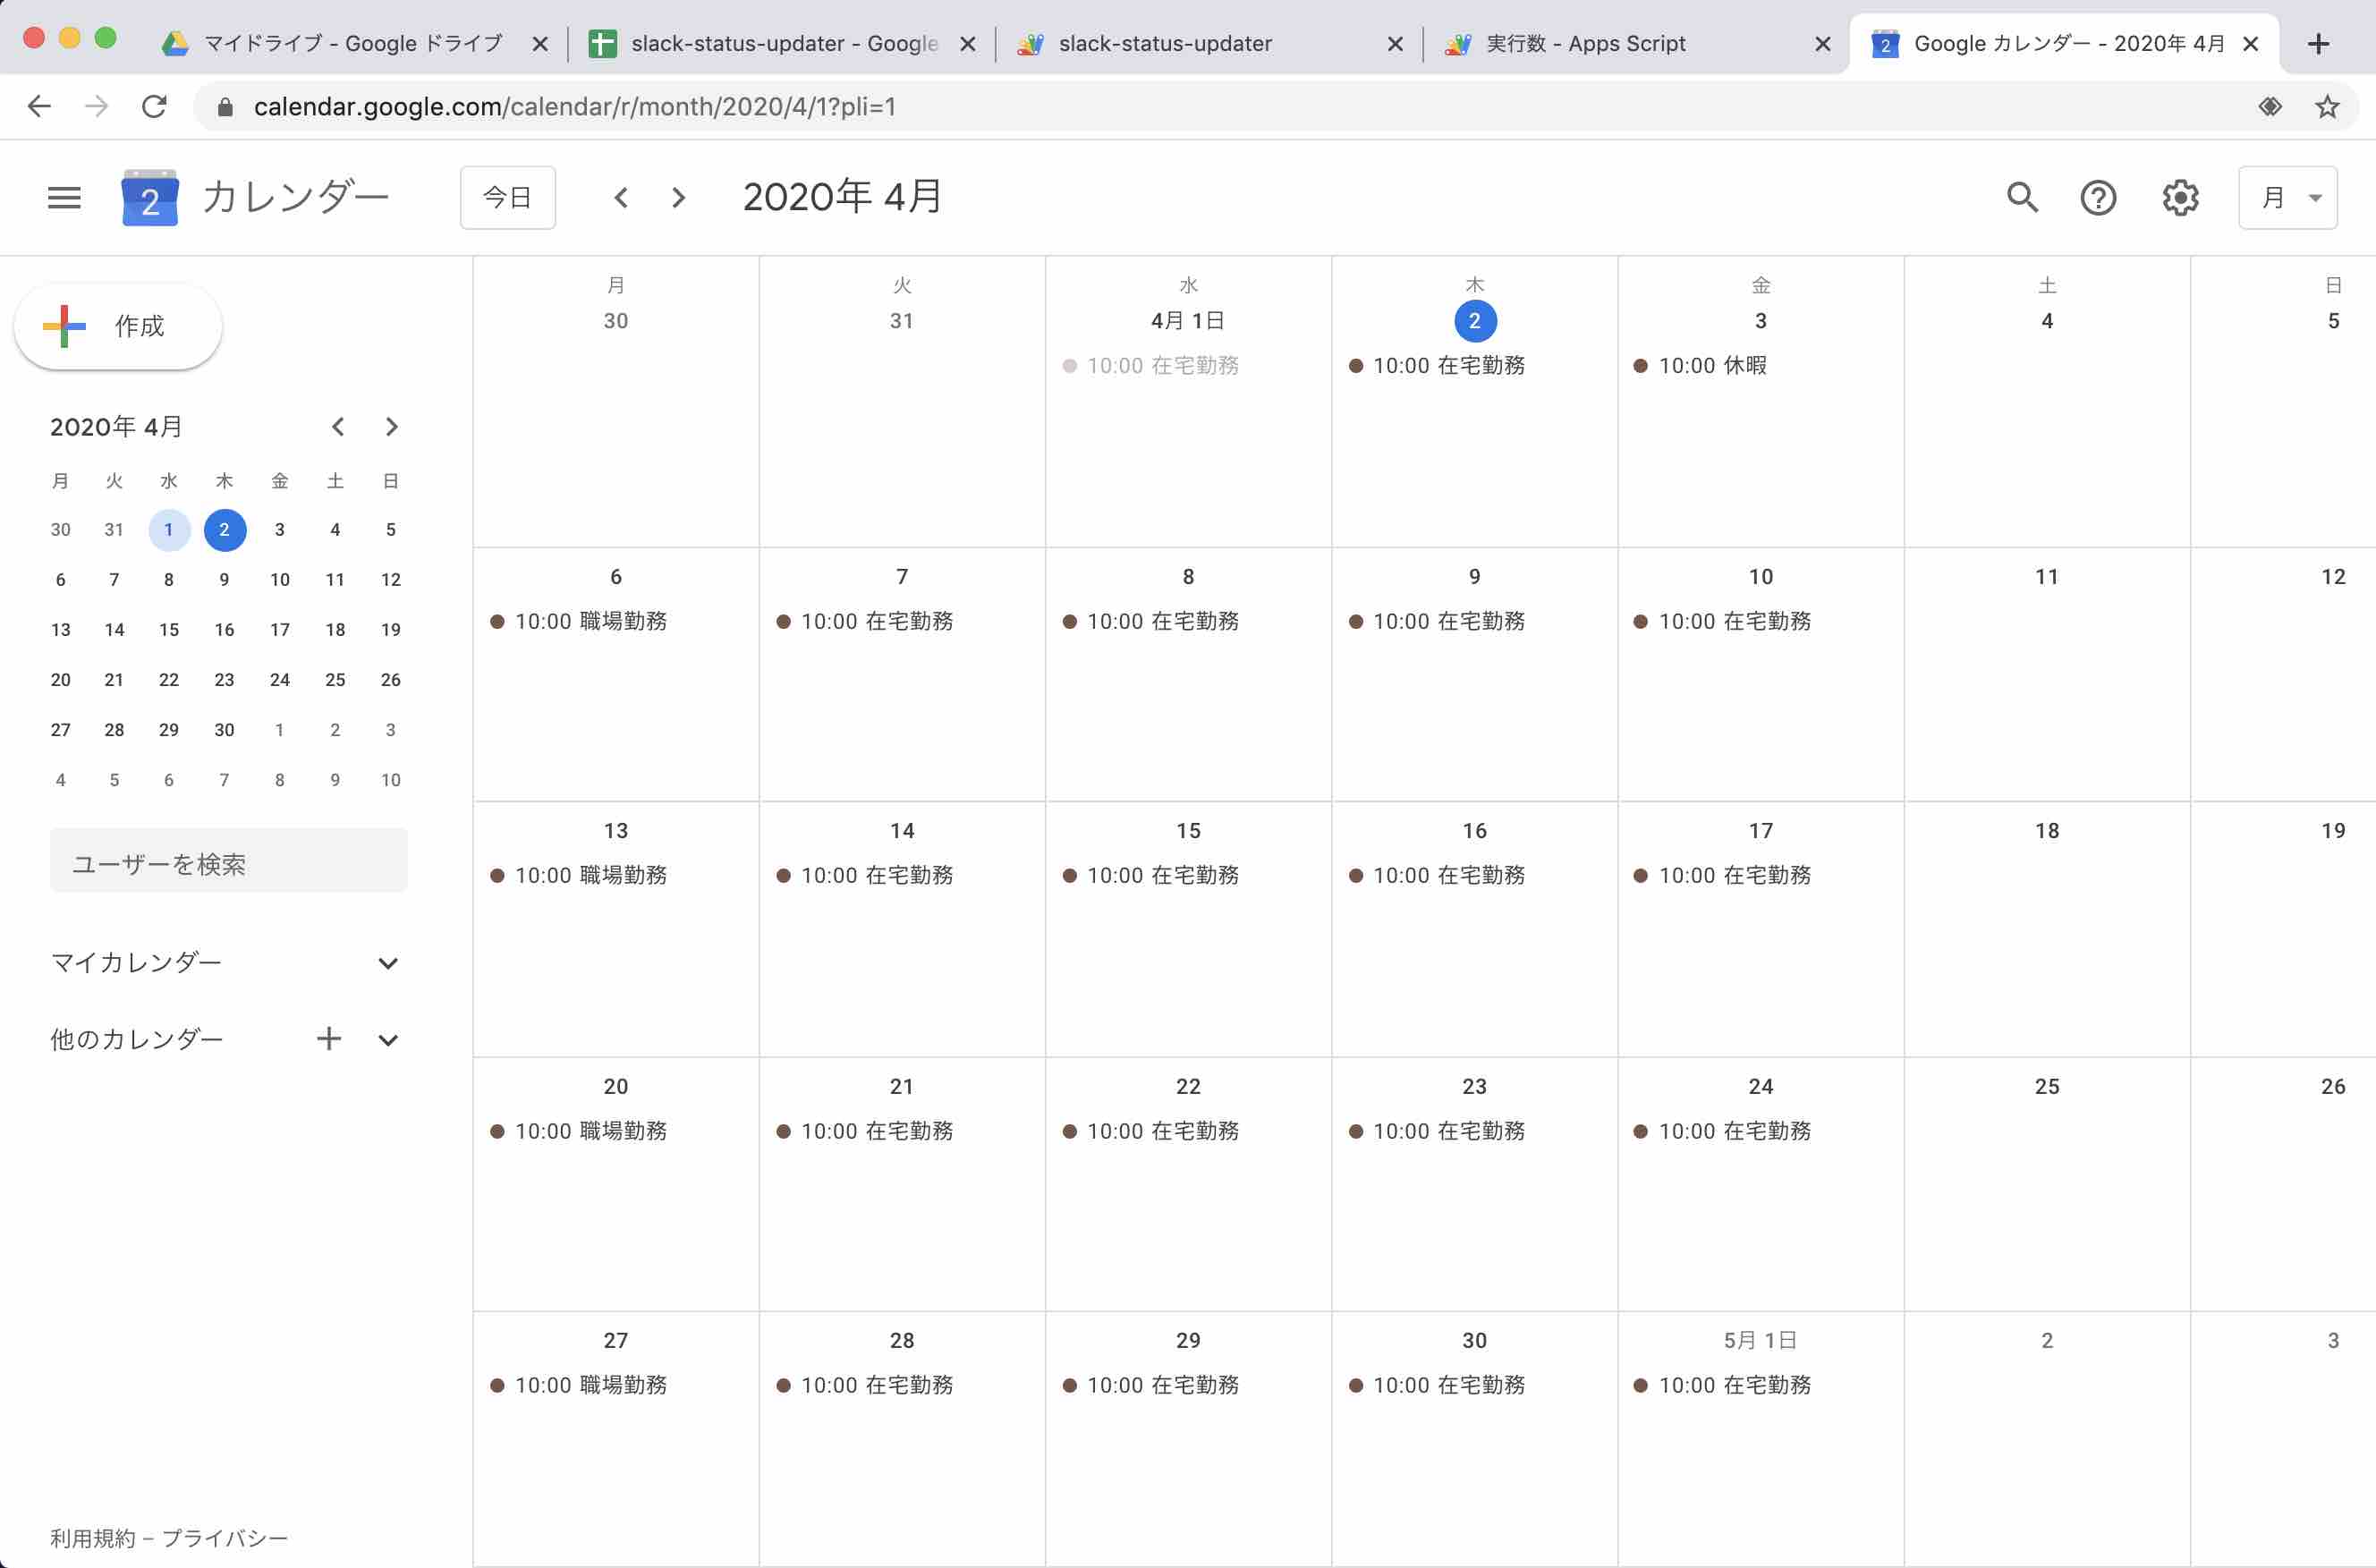 マイドライブ - Google ドライブ
slack-status-updater - Google
slack-status-updater
実行数 - Apps Script
2
Google カレンダー - 2020年 4月
calendar.google.com/calendar/r/month/2020/4/1?pli=1
2 カレンダー
今日
2020年 4月
月
作成
2020年 4月
月 火 水 木 金 土 日
30 31 1 2 3 4 5
6 7 8 9 10 11 12
13 14 15 16 17 18 19
20 21 22 23 24 25 26
27 28 29 30 1 2 3
4 5 6 7 8 9 10
ユーザーを検索
マイカレンダー
他のカレンダー
利用規約 – プライバシー
月 火 水 木 金 土 日
30 31 4月 1日 2 3 4 5
10:00 在宅勤務 10:00 在宅勤務 10:00 休暇
6 7 8 9 10 11 12
10:00 職場勤務 10:00 在宅勤務 10:00 在宅勤務 10:00 在宅勤務 10:00 在宅勤務
13 14 15 16 17 18 19
10:00 職場勤務 10:00 在宅勤務 10:00 在宅勤務 10:00 在宅勤務 10:00 在宅勤務
20 21 22 23 24 25 26
10:00 職場勤務 10:00 在宅勤務 10:00 在宅勤務 10:00 在宅勤務 10:00 在宅勤務
27 28 29 30 5月 1日 2 3
10:00 職場勤務 10:00 在宅勤務 10:00 在宅勤務 10:00 在宅勤務 10:00 在宅勤務